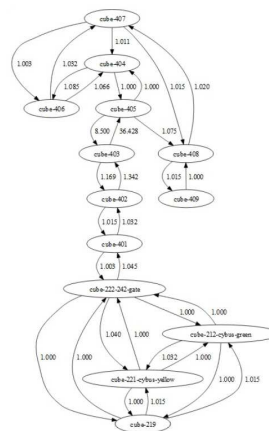 cube-407
1.011
1.003
1.032
cube-404
1.015
1.020
1.085
1.066
1.000
1.000
cube-406
cube-405
8.500
36.428
1.075
cube-403
cube-408
1.169
1.342
1.015
1.000
cube-402
cube-409
1.015
1.032
cube-401
1.003
1.045
cube-222-242-gate
1.000
1.000
1.040
1.000
cube-212-cybus-green
1.032
1.000
1.000
1.000
cube-221-cybus-yellow
1.000
1.015
1.000
1.015
cube-219